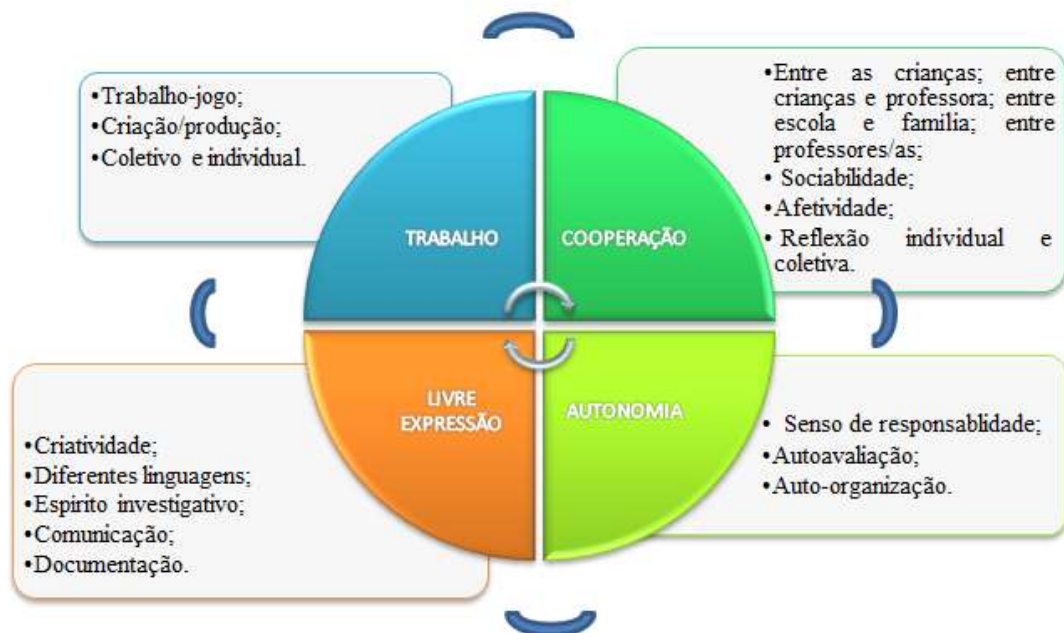 •Trabalho-jogo;
•Criação/produção;
•Coletivo e individual.
•Entre as crianças; entre
crianças e professora; entre
escola e família; entre
professores/as;
• Sociabilidade;
•Afetividade;
• Reflexão individual e
coletiva.
TRABALHO
COOPERAÇÃO
LIVRE
EXPRESSÃO
AUTONOMIA
•Criatividade;
•Diferentes linguagens;
•Espirito investigativo;
•Comunicação;
•Documentação.
• Senso de responsablidade;
•Autoavaliação;
•Auto-organização.